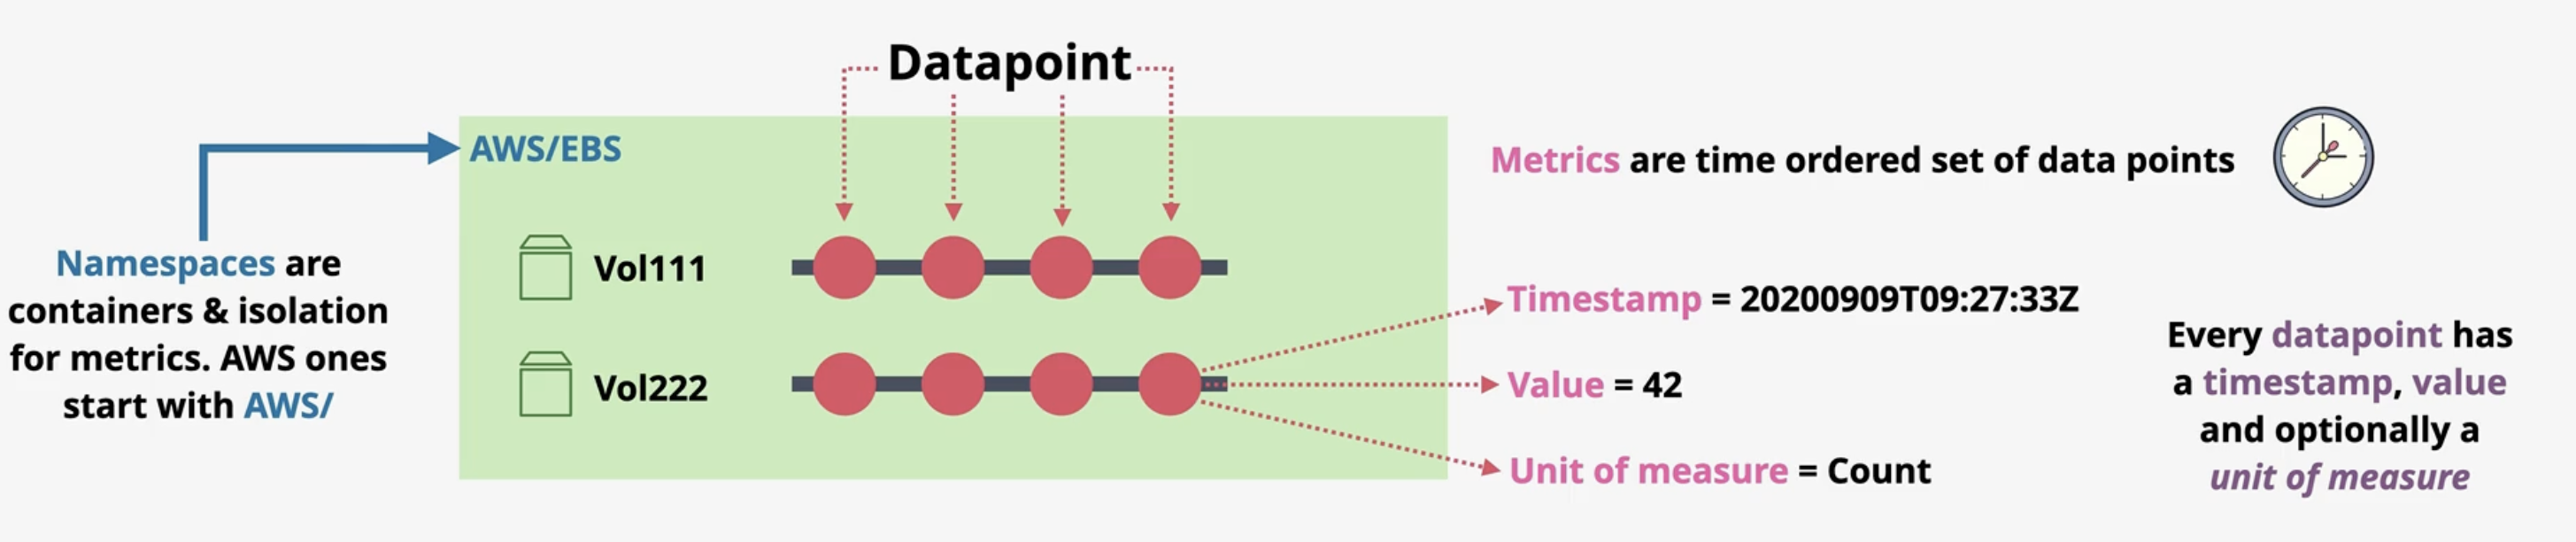 Datapoint
AWS/EBS
Metrics are time ordered set of data points
Namespaces are
containers & isolation
for metrics. AWS ones
start with AWS/
Vol111
Vol222
Timestamp = 20200909T09:27:33Z
Value = 42
Unit of measure = Count
Every datapoint has
a timestamp, value
and optionally a
unit of measure